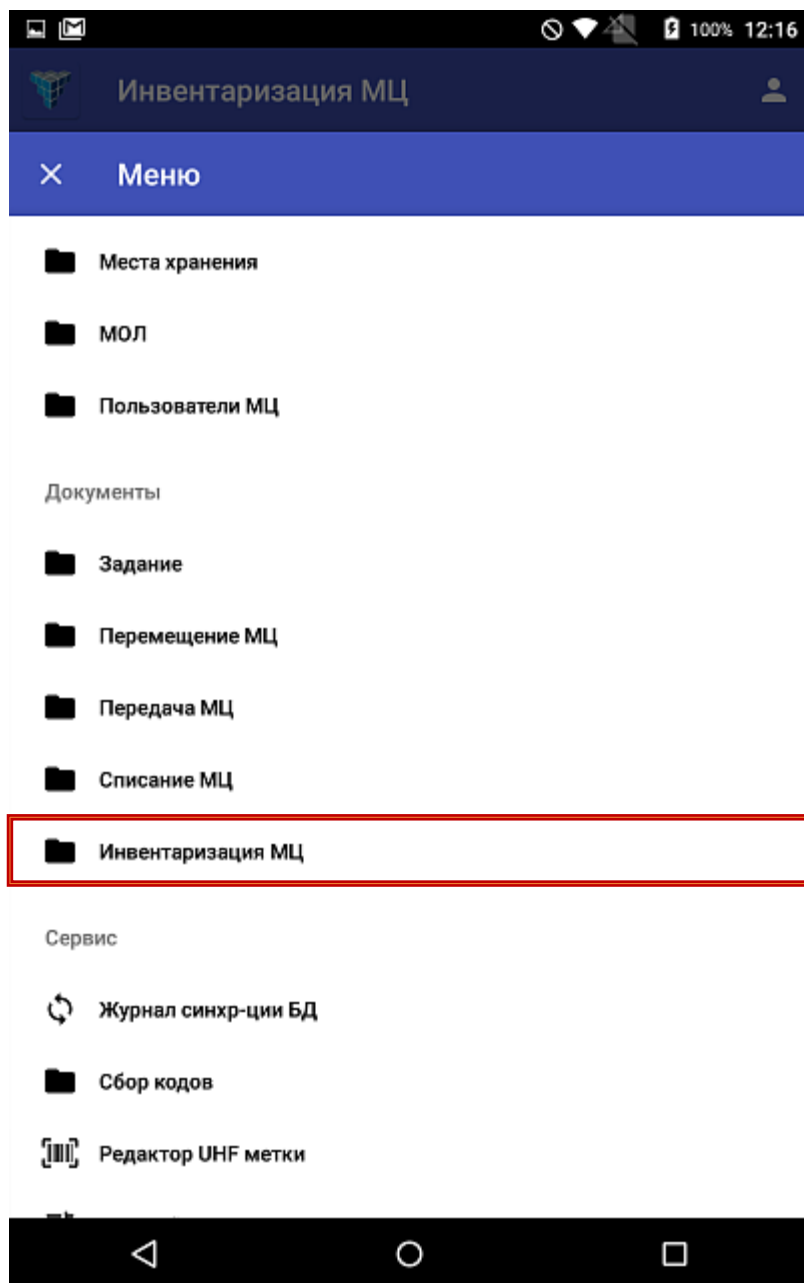 100% 12:16
Инвентаризация МЦ
Меню
Места хранения
МОЛ
Пользователи МЦ
Документы
Задание
Перемещение МЦ
Передача МЦ
Списание МЦ
Инвентаризация МЦ
Сервис
Журнал синхр-ции БД
Сбор кодов
Редактор UHF метки